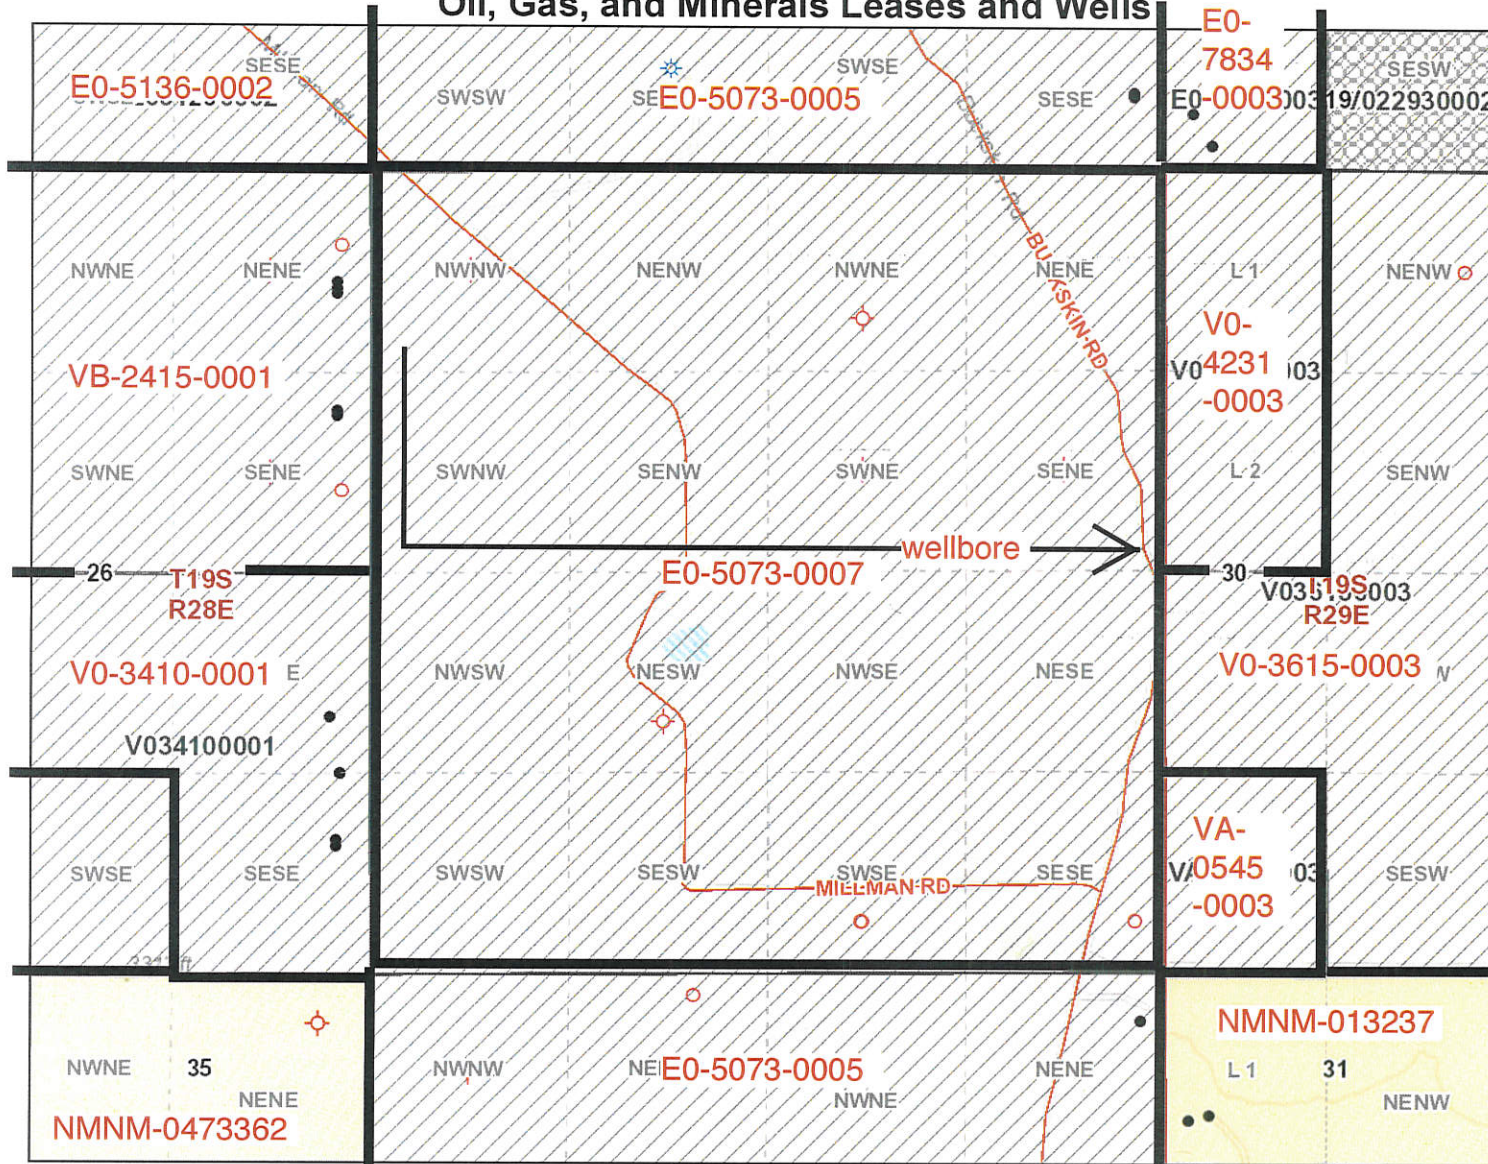 Oil, Gas, and Minerals Leases and Wells
E0-
7834
-0003
SESE
SWSE
SESW
E0-5136-0002
SWSW
E0-5073-0005
SESE
19/022930002
Buckskin Rd
NWNE
NENE
NWNW
NENW
NWNE
NENE
L 1
NENW
BUCKSKIN RD
V0-
4231
-0003
VB-2415-0001
SWNE
SENE
SWNW
SENW
SWNE
SENE
L 2
SENW
wellbore
26
T19S
R28E
E0-5073-0007
30
T19S
R29E
V0-3410-0001
E
NWSW
NESW
NWSE
NESE
V0-3615-0003
W
V034100001
VA-
0545
-0003
SWSE
SESE
SWSW
SESW
SWSE
SESE
SESW
MILLMAN RD
NMNM-013237
NWNE
35
NWNW
E0-5073-0005
NENE
L 1
31
NENE
NWNE
NENW
NMNM-0473362